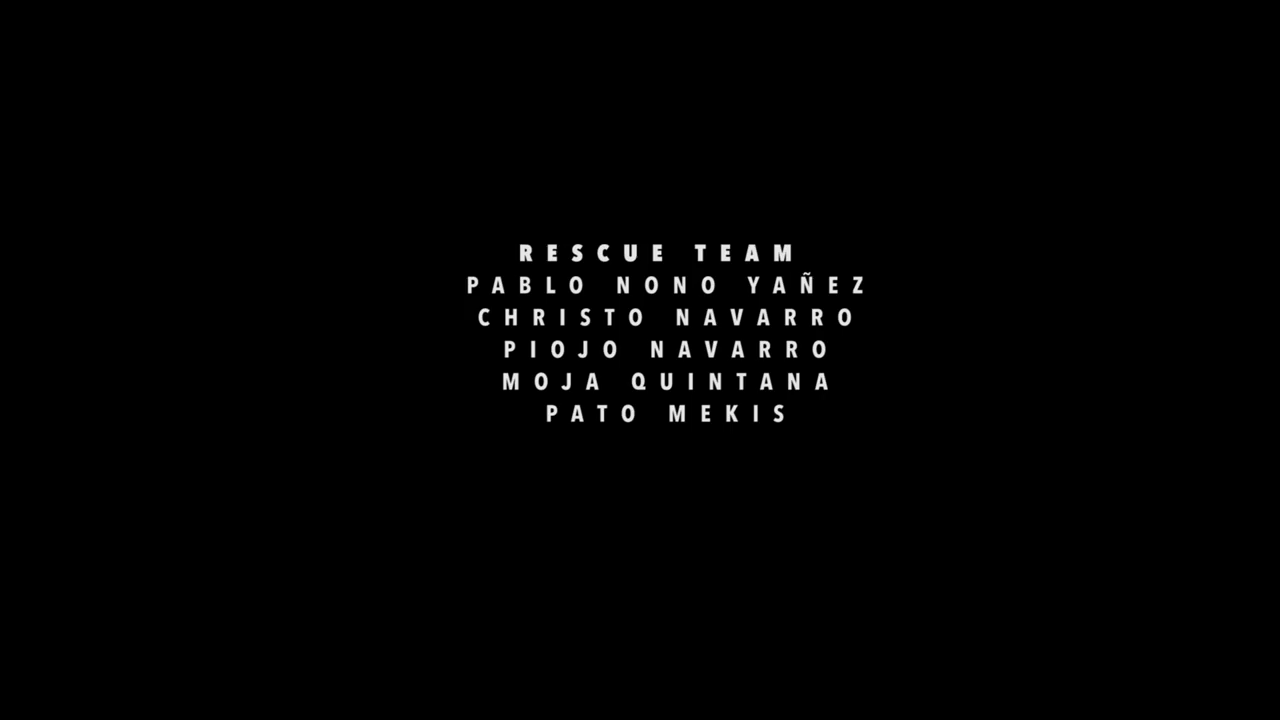 RESCUE TEAM
PABLO NONO YAÑEZ
CHRISTO NAVARRO
PIOJO NAVARRO
MOJA QUINTANA
PATO MEKIS